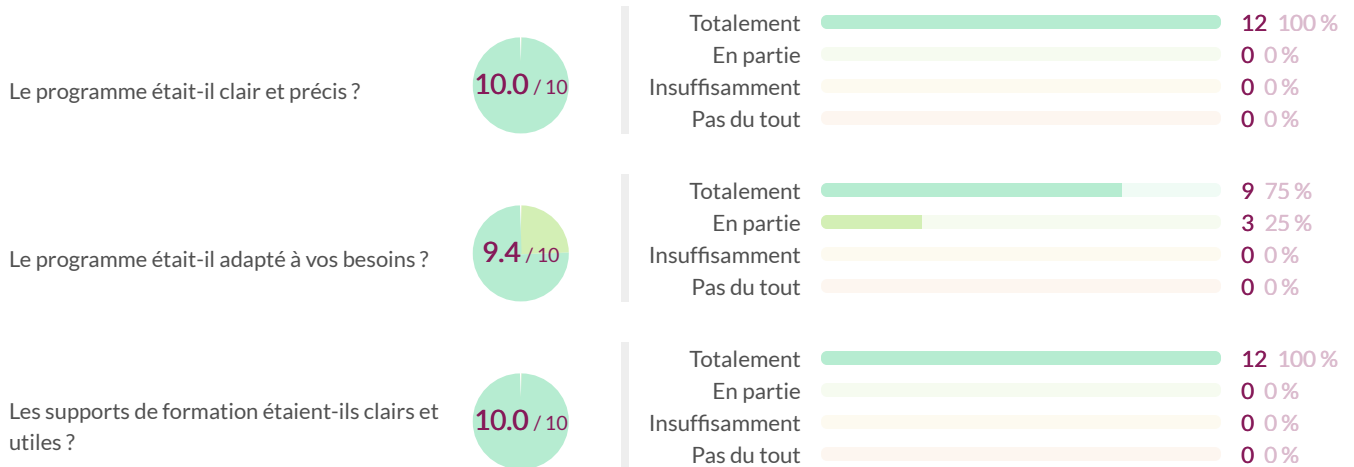 Le programme était-il clair et précis ?
10.0 / 10
Totalement 12 100 %
En partie 0 0 %
Insuffisamment 0 0 %
Pas du tout 0 0 %
Le programme était-il adapté à vos besoins ?
9.4 / 10
Totalement 9 75 %
En partie 3 25 %
Insuffisamment 0 0 %
Pas du tout 0 0 %
Les supports de formation étaient-ils clairs et
utiles ?
10.0 / 10
Totalement 12 100 %
En partie 0 0 %
Insuffisamment 0 0 %
Pas du tout 0 0 %